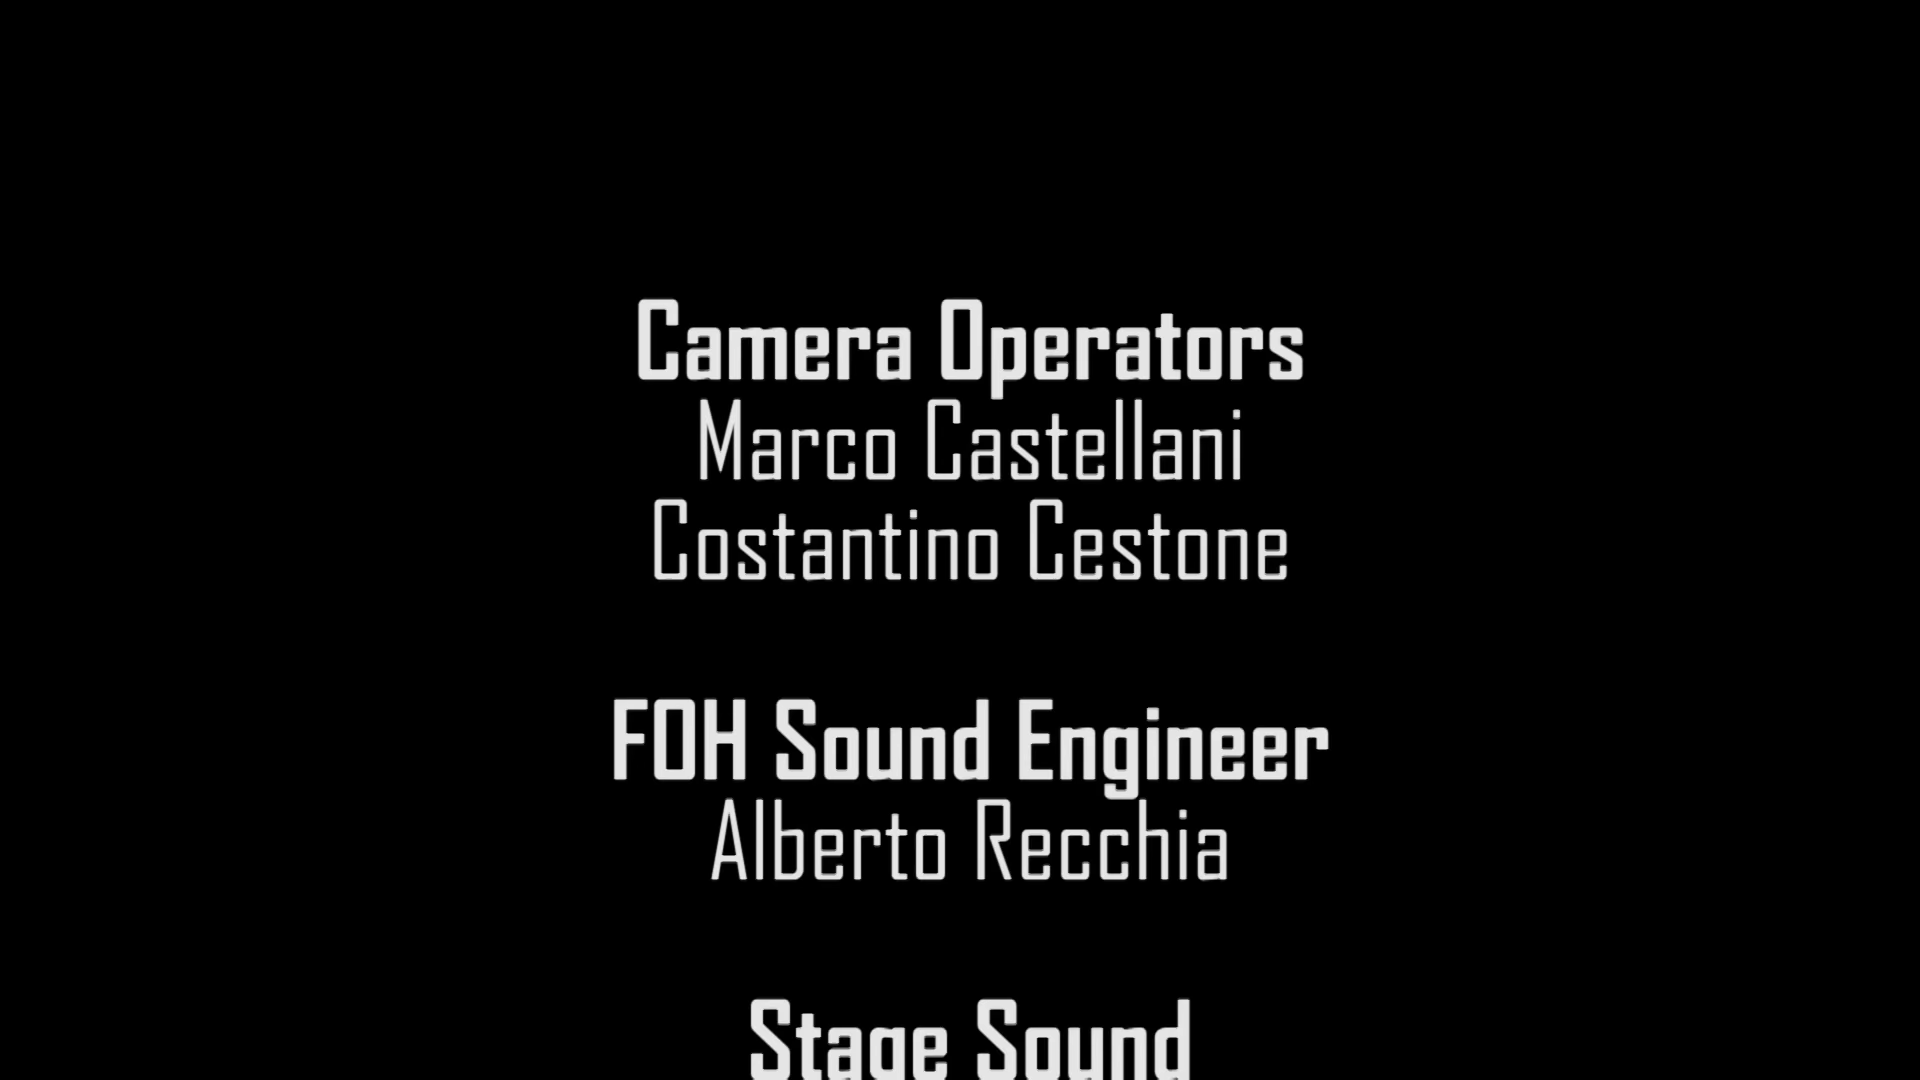 Camera Operators
Marco Castellani
Costantino Cestone
FOH Sound Engineer
Alberto Recchia
Stage Sound